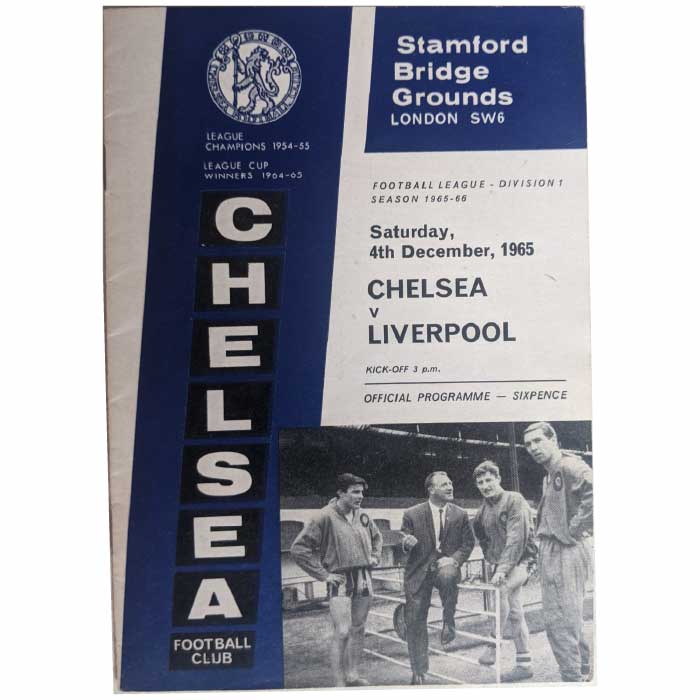 Stamford
Bridge
Grounds
LONDON SW6
LEAGUE
CHAMPIONS 1954-55
LEAGUE CUP
WINNERS 1964-65
CHELSEA
FOOTBALL
CLUB
FOOTBALL LEAGUE - DIVISION 1
SEASON 1965-66
Saturday,
4th December, 1965
CHELSEA
v
LIVERPOOL
KICK-OFF 3 p.m.
OFFICIAL PROGRAMME — SIXPENCE